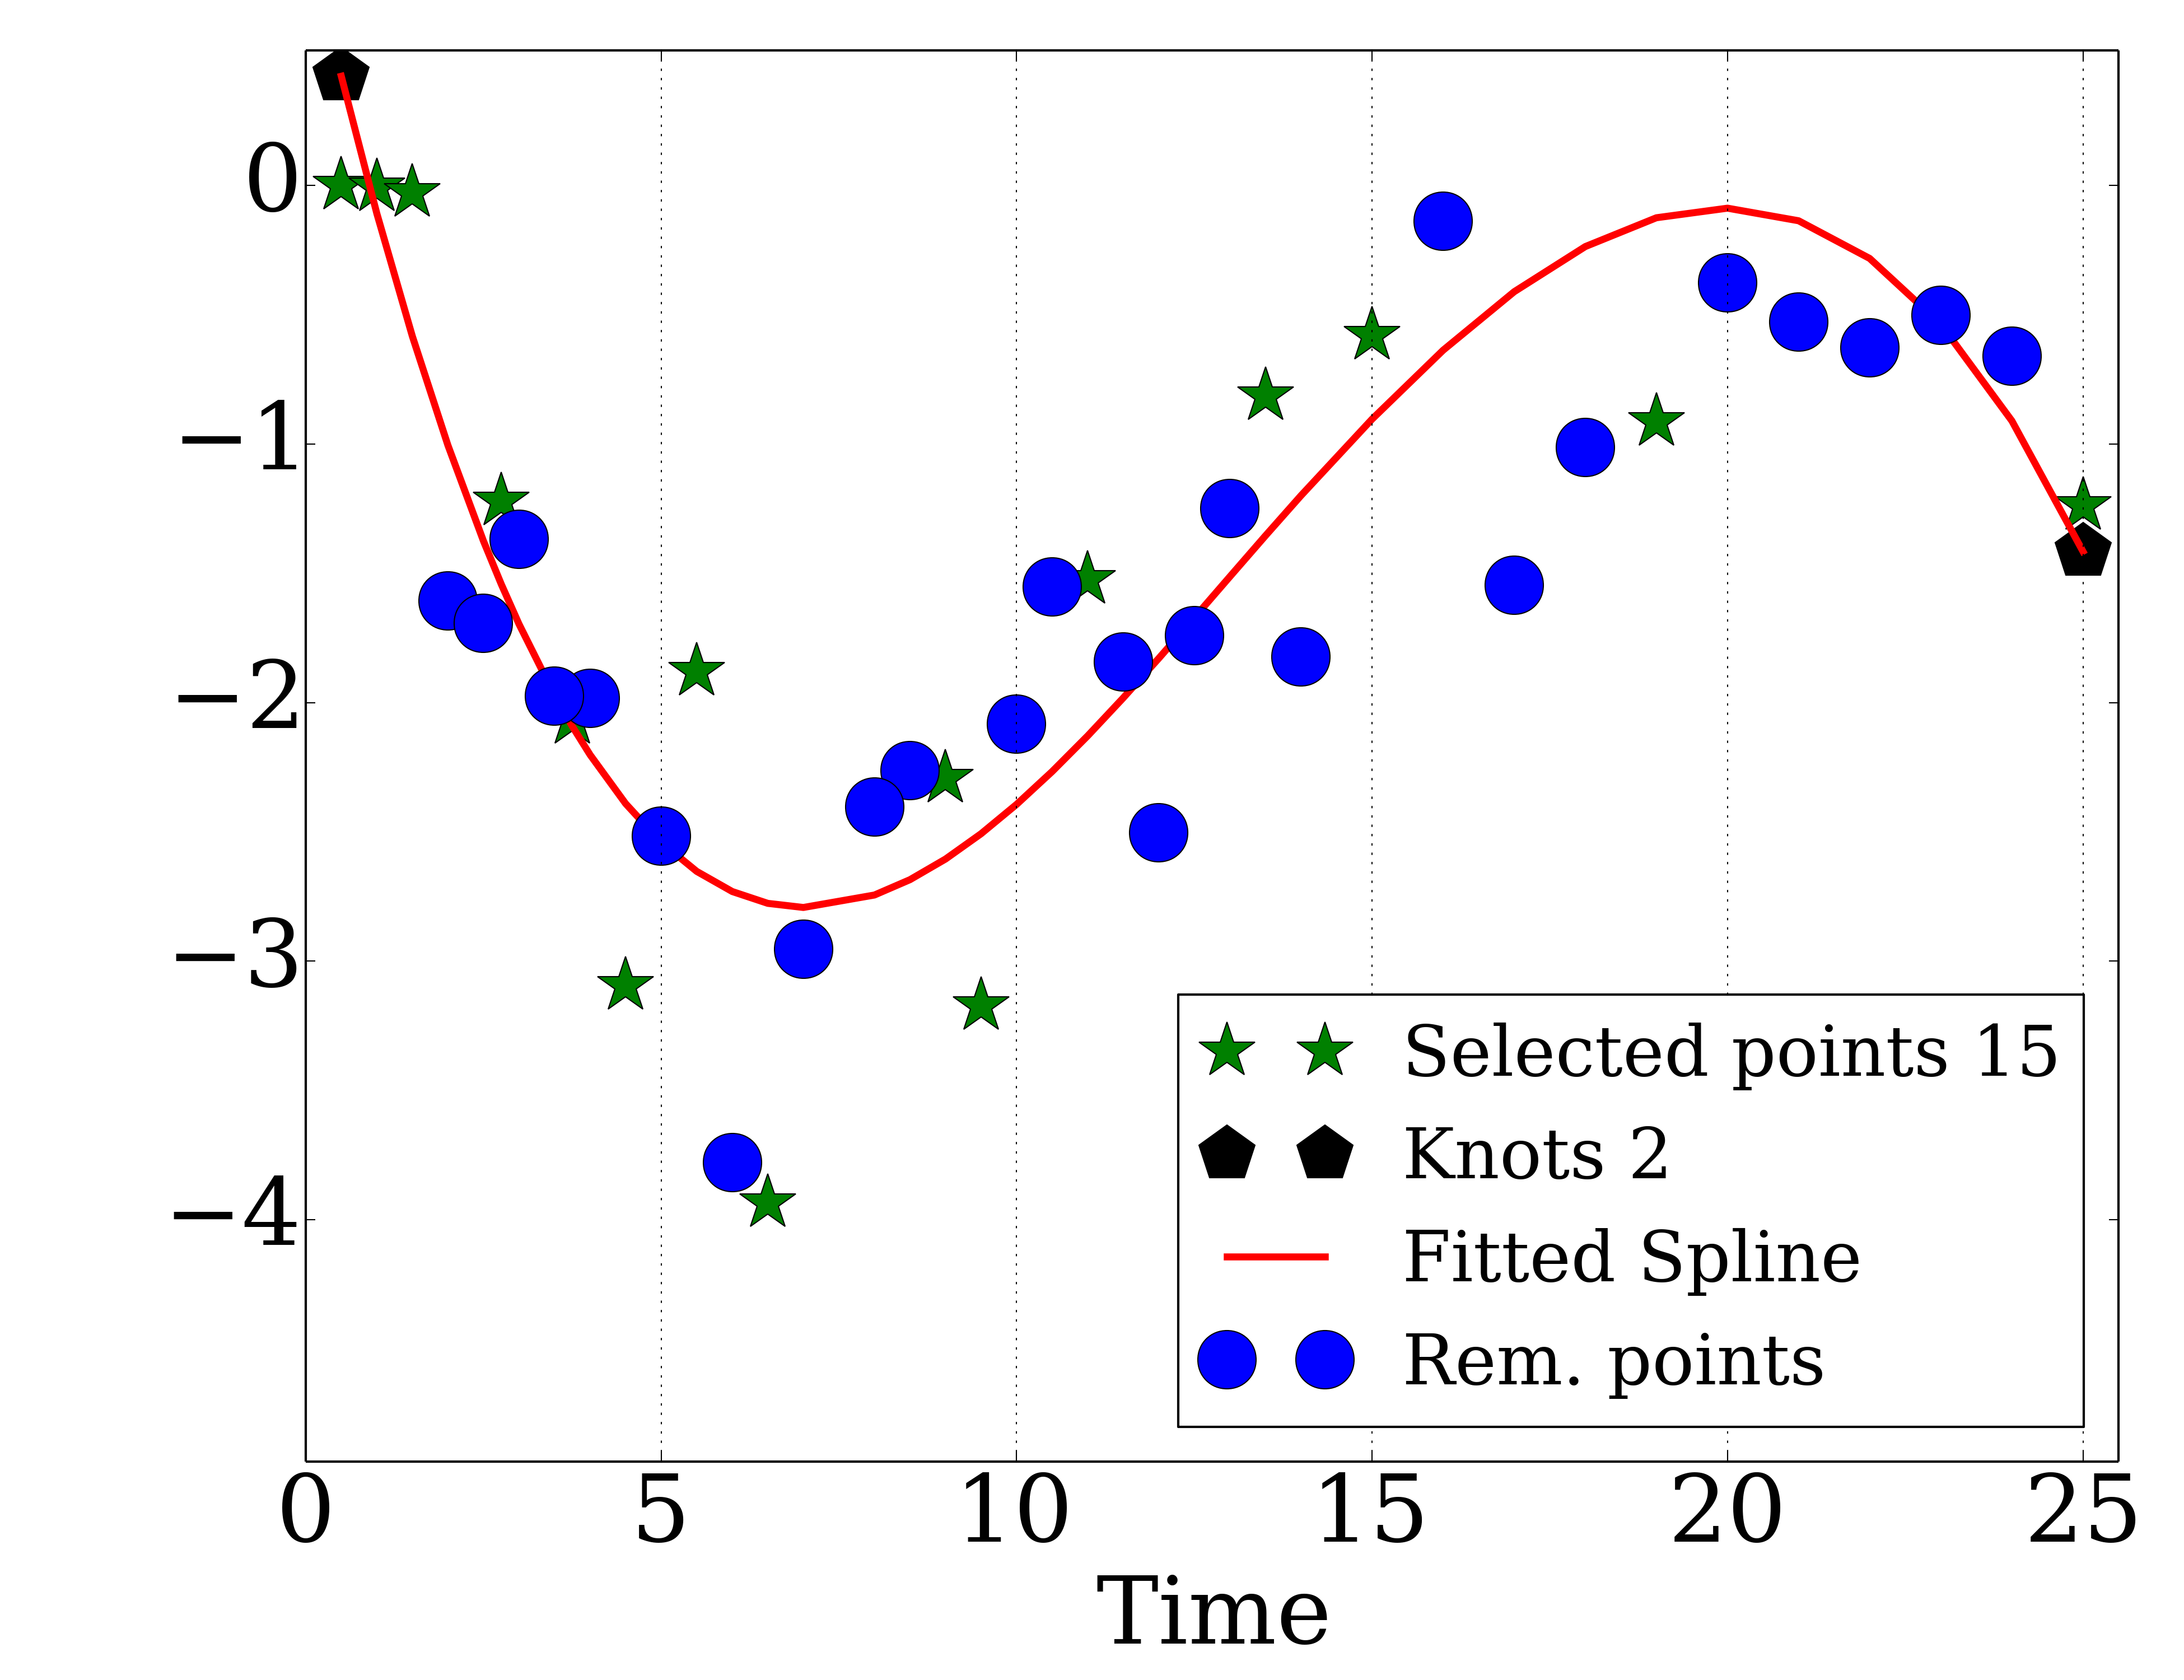 0
−1
−2
−3
−4
0 5 10 15 20 25
Time
Selected points 15
Knots 2
Fitted Spline
Rem. points